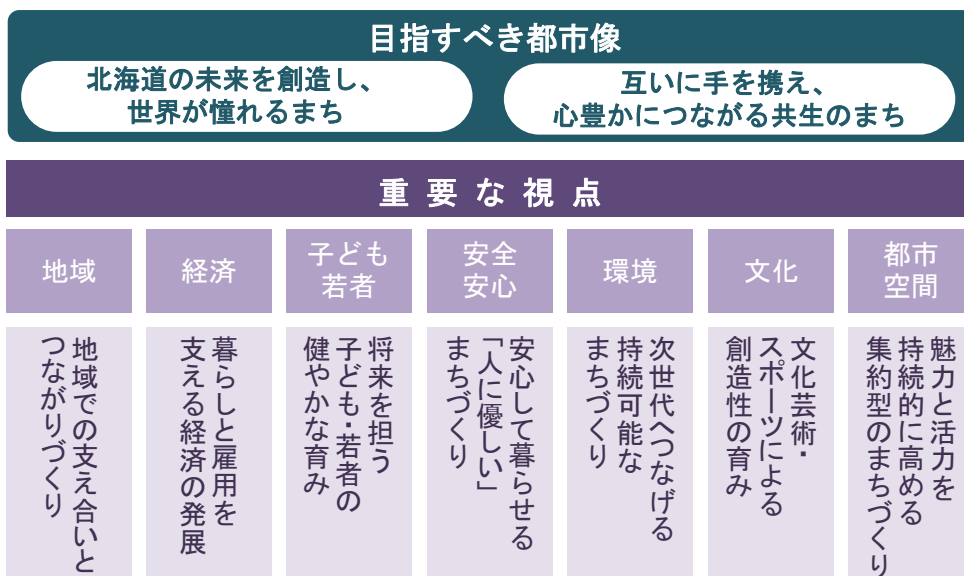 目指すべき都市像
北海道の未来を創造し、
世界が憧れるまち
互いに手を携え、
心豊かにつながる共生のまち
重要な視点
地域
経済
子ども
若者
安全
安心
環境
文化
都市
空間
地域での支え合いと
つながりづくり
暮らしと雇用を
支える経済の発展
将来を担う
子ども・若者の
健やかな育み
安心して暮らせる
「人に優しい」
まちづくり
次世代へつなげる
持続可能な
まちづくり
文化芸術・
スポーツによる
創造性の育み
魅力と活力を
持続的に高める
集約型のまちづくり